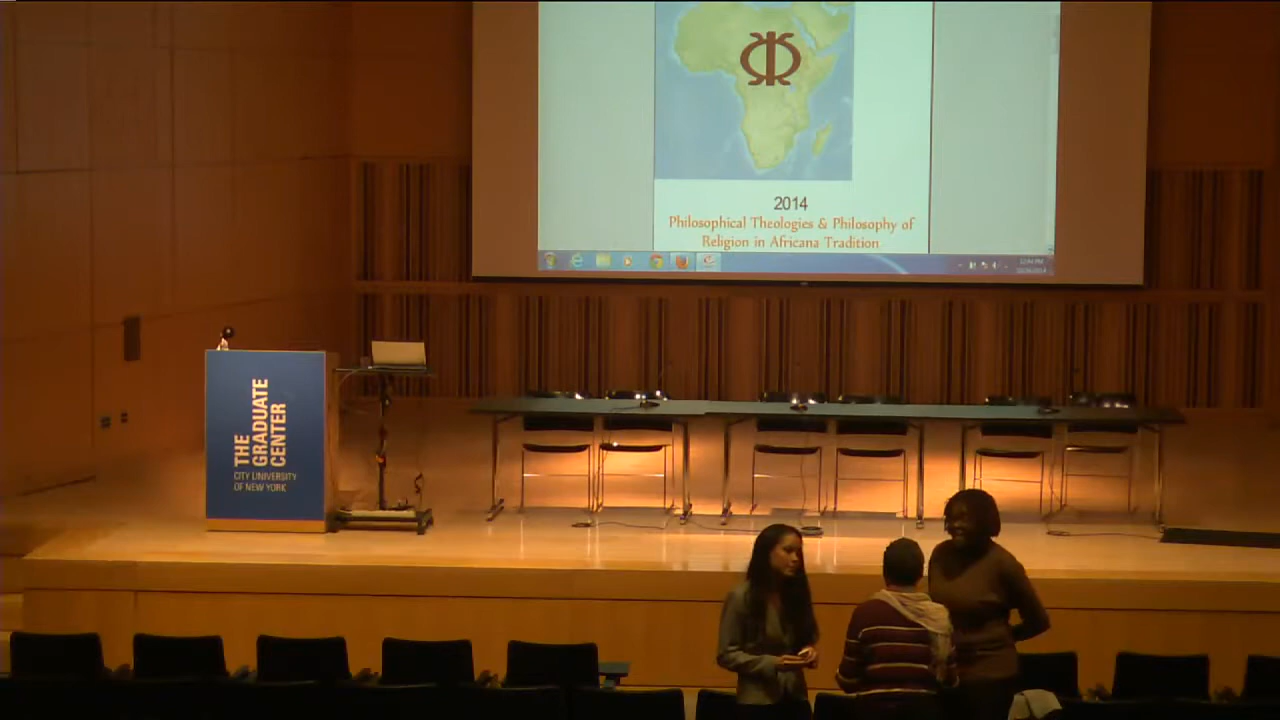 2014
Philosophical Theologies & Philosophy of
Religion in Africana Tradition
THE
GRADUATE
CENTER
CITY UNIVERSITY
OF NEW YORK